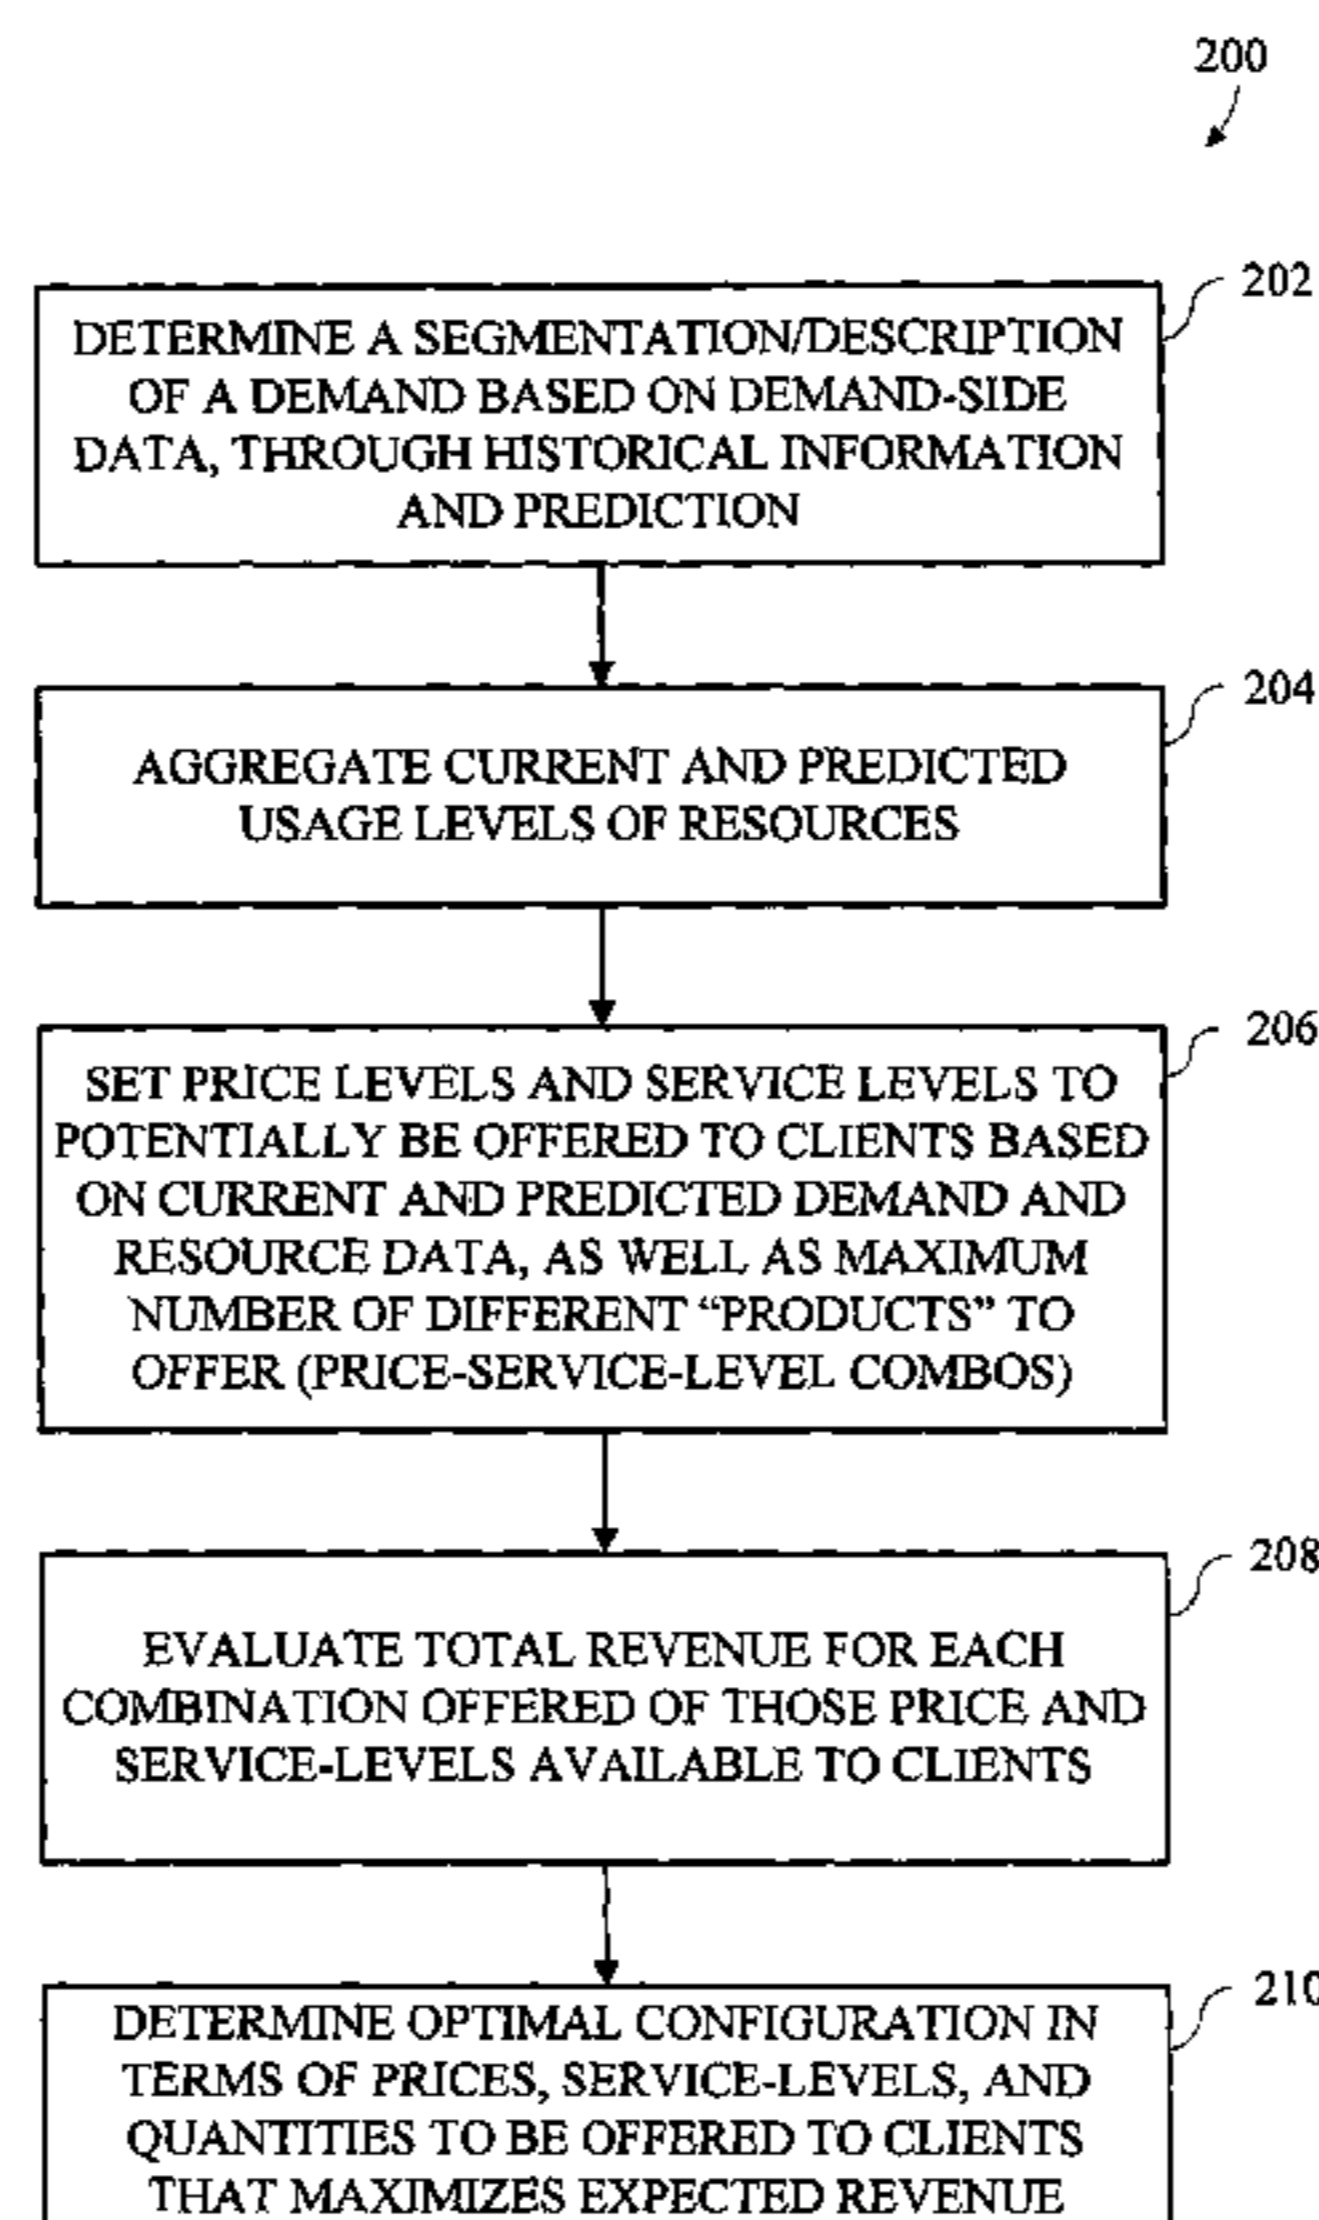 200
202
DETERMINE A SEGMENTATION/DESCRIPTION
OF A DEMAND BASED ON DEMAND-SIDE
DATA, THROUGH HISTORICAL INFORMATION
AND PREDICTION
204
AGGREGATE CURRENT AND PREDICTED
USAGE LEVELS OF RESOURCES
206
SET PRICE LEVELS AND SERVICE LEVELS TO
POTENTIALLY BE OFFERED TO CLIENTS BASED
ON CURRENT AND PREDICTED DEMAND AND
RESOURCE DATA, AS WELL AS MAXIMUM
NUMBER OF DIFFERENT “PRODUCTS” TO
OFFER (PRICE-SERVICE-LEVEL COMBOS)
208
EVALUATE TOTAL REVENUE FOR EACH
COMBINATION OFFERED OF THOSE PRICE AND
SERVICE-LEVELS AVAILABLE TO CLIENTS
210
DETERMINE OPTIMAL CONFIGURATION IN
TERMS OF PRICES, SERVICE-LEVELS, AND
QUANTITIES TO BE OFFERED TO CLIENTS
THAT MAXIMIZES EXPECTED REVENUE